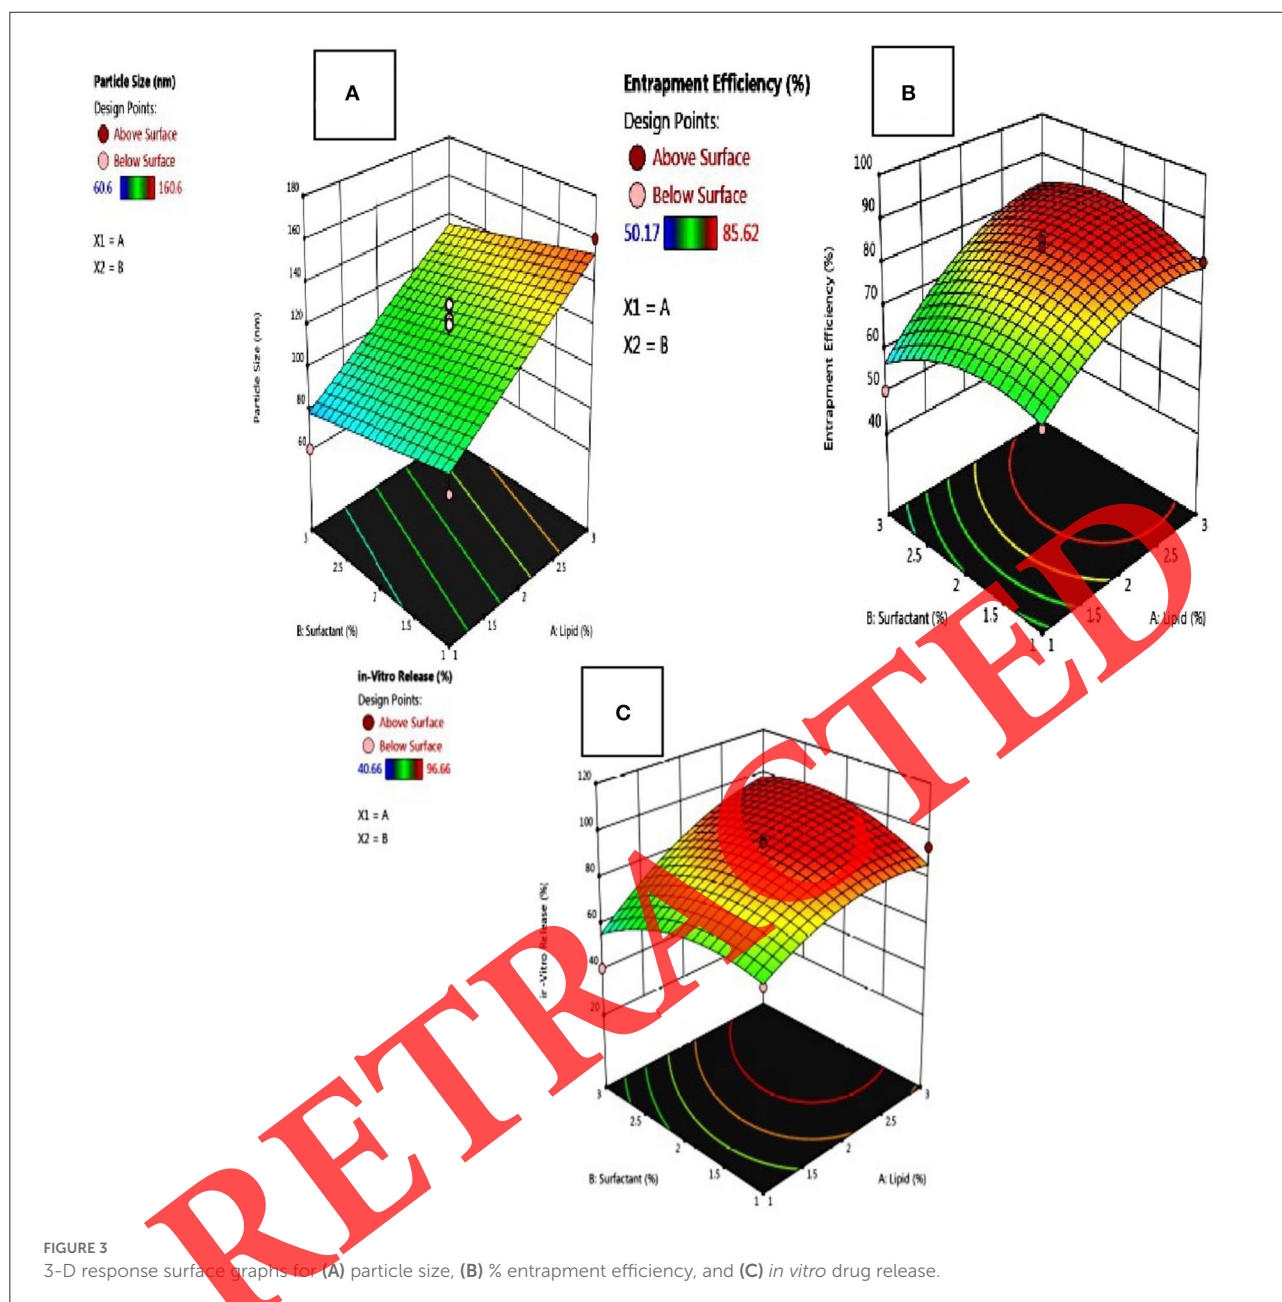 Particle Size (nm)
Design Points:
Above Surface
Below Surface
60.6 160.6
X1 = A
X2 = B
A
180
160
140
120
100
80
60
Particle Size (nm)
3
2.5
2
1.5
1
B: Surfactant (%)
1
1.5
2
2.5
3
A: Lipid (%)
Entrapment Efficiency (%)
Design Points:
Above Surface
Below Surface
50.17 85.62
X1 = A
X2 = B
B
100
90
80
70
60
50
40
Entrapment Efficiency (%)
3
2.5
2
1.5
1
B: Surfactant (%)
1
1.5
2
2.5
3
A: Lipid (%)
in-Vitro Release (%)
Design Points:
Above Surface
Below Surface
40.66 96.66
X1 = A
X2 = B
C
120
100
80
60
40
20
in-Vitro Release (%)
3
2.5
2
1.5
1
B: Surfactant (%)
1
1.5
2
2.5
3
A: Lipid (%)
RETRACTED
FIGURE 3
3-D response surface graphs for (A) particle size, (B) % entrapment efficiency, and (C) in vitro drug release.